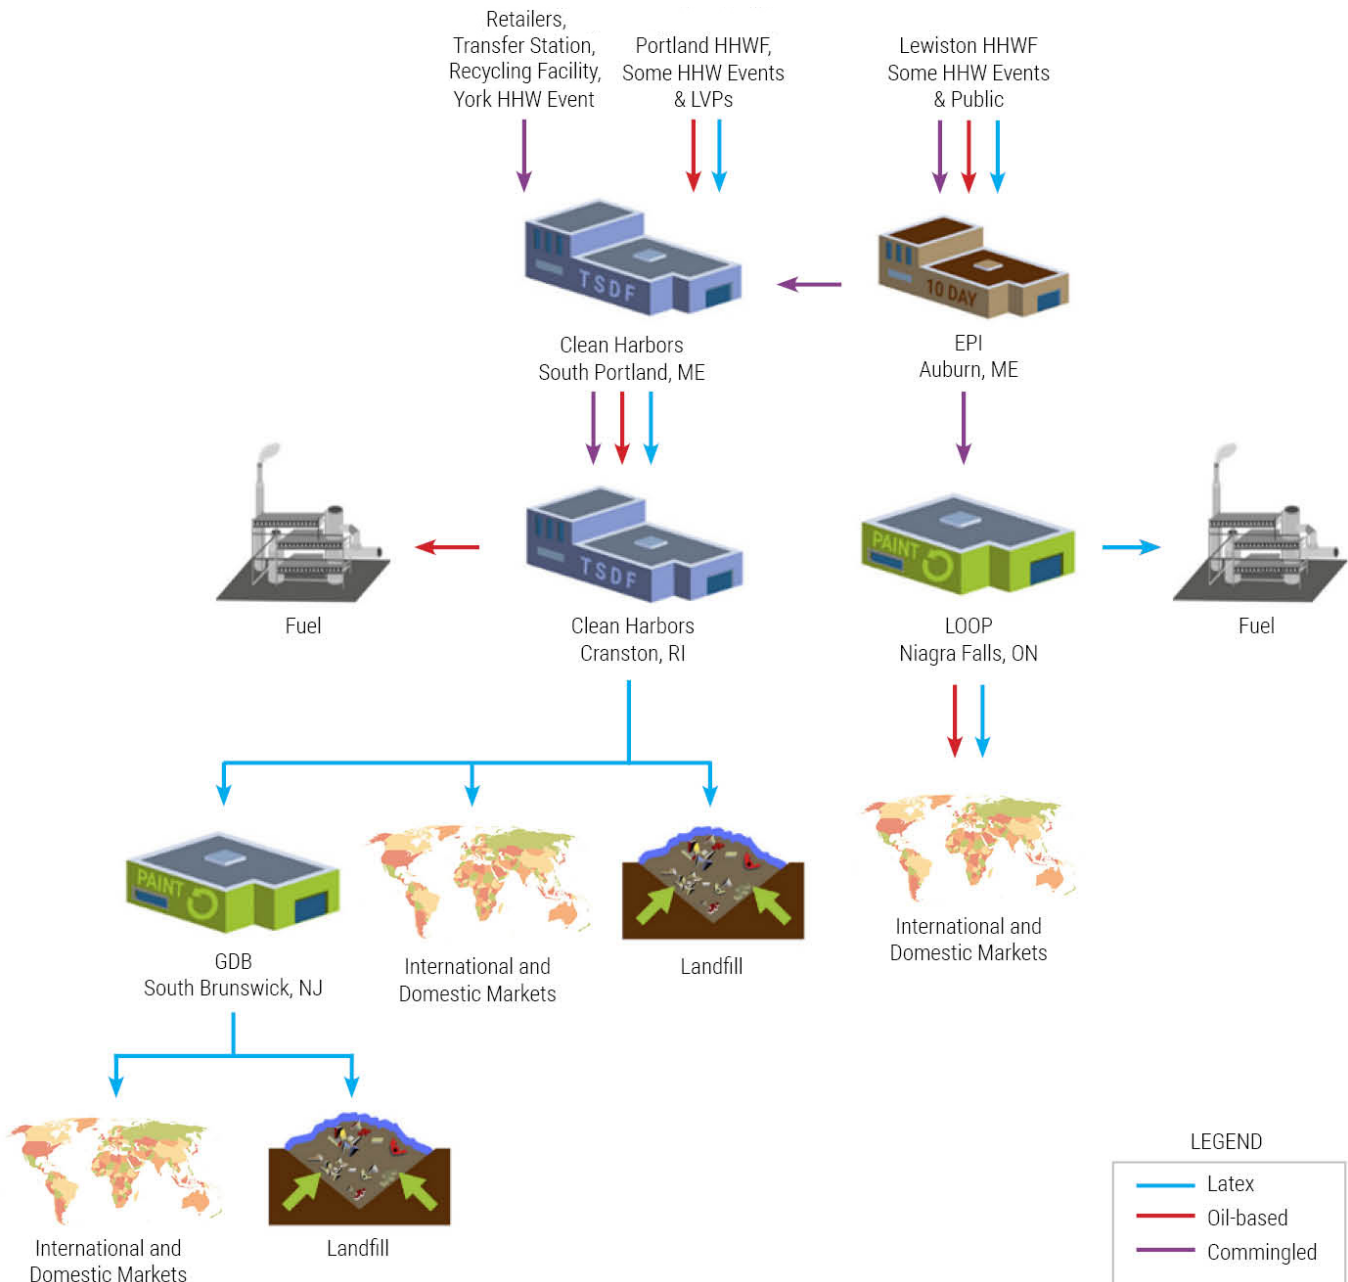 Retailers,
Transfer Station,
Recycling Facility,
York HHW Event
Portland HHWF,
Some HHW Events
& LVPs
Lewiston HHWF
Some HHW Events
& Public
TSDF
10 DAY
Clean Harbors
South Portland, ME
EPI
Auburn, ME
TSDF
PAINT
Fuel
Clean Harbors
Cranston, RI
LOOP
Niagra Falls, ON
Fuel
PAINT
GDB
South Brunswick, NJ
International and
Domestic Markets
Landfill
International and
Domestic Markets
International and
Domestic Markets
Landfill
LEGEND
Latex
Oil-based
Commingled